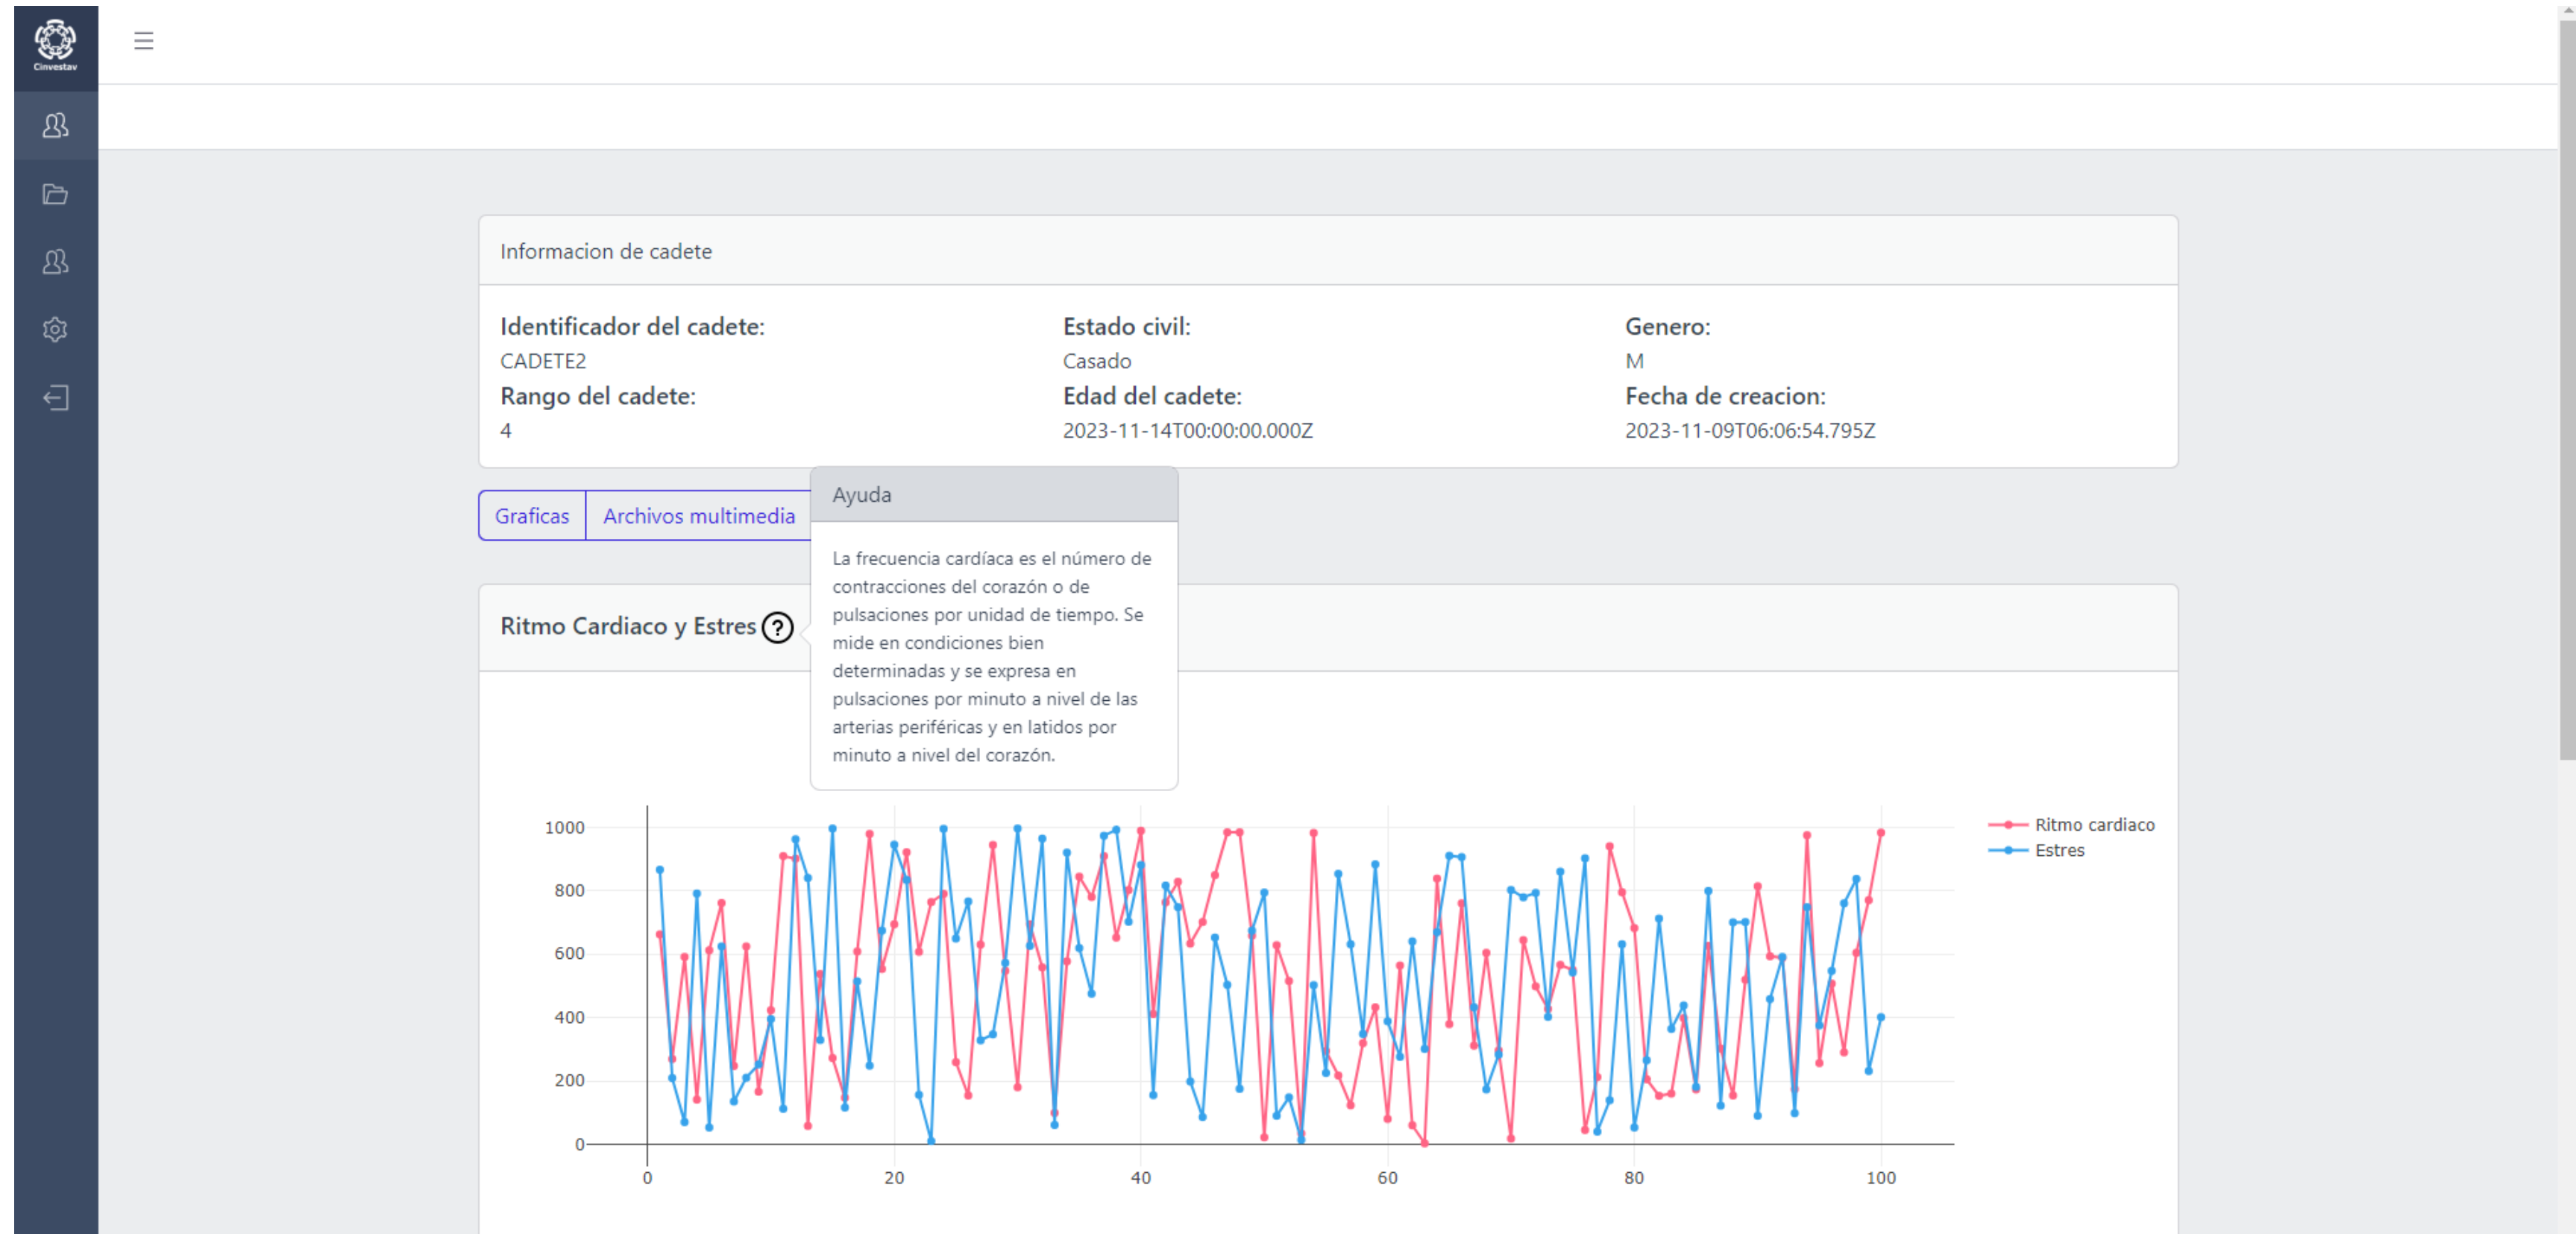 Cinvestav
Informacion de cadete
Identificador del cadete:
CADETE2
Estado civil:
Casado
Genero:
M
Rango del cadete:
4
Edad del cadete:
2023-11-14T00:00:00.000Z
Fecha de creacion:
2023-11-09T06:06:54.795Z
Graficas
Archivos multimedia
Ayuda
La frecuencia cardíaca es el número de
contracciones del corazón o de
pulsaciones por unidad de tiempo. Se
mide en condiciones bien
determinadas y se expresa en
pulsaciones por minuto a nivel de las
arterias periféricas y en latidos por
minuto a nivel del corazón.
Ritmo Cardiaco y Estres ?
1000
800
600
400
200
0
0 20 40 60 80 100
Ritmo cardiaco
Estres